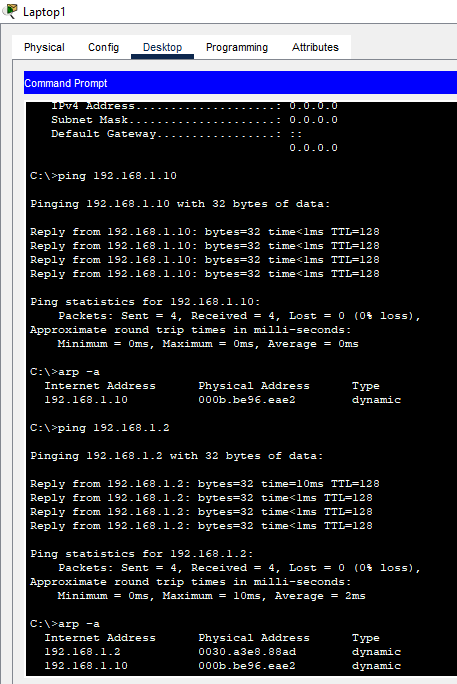 Laptop1
Physical Config Desktop Programming Attributes
Command Prompt
IPv4 Address....................: 0.0.0.0
Subnet Mask.....................: 0.0.0.0
Default Gateway.................: ::
0.0.0.0
C:\>ping 192.168.1.10
Pinging 192.168.1.10 with 32 bytes of data:
Reply from 192.168.1.10: bytes=32 time<1ms TTL=128
Reply from 192.168.1.10: bytes=32 time<1ms TTL=128
Reply from 192.168.1.10: bytes=32 time<1ms TTL=128
Reply from 192.168.1.10: bytes=32 time<1ms TTL=128
Ping statistics for 192.168.1.10:
Packets: Sent = 4, Received = 4, Lost = 0 (0% loss),
Approximate round trip times in milli-seconds:
Minimum = 0ms, Maximum = 0ms, Average = 0ms
C:\>arp -a
Internet Address Physical Address Type
192.168.1.10 000b.be96.eae2 dynamic
C:\>ping 192.168.1.2
Pinging 192.168.1.2 with 32 bytes of data:
Reply from 192.168.1.2: bytes=32 time=10ms TTL=128
Reply from 192.168.1.2: bytes=32 time<1ms TTL=128
Reply from 192.168.1.2: bytes=32 time<1ms TTL=128
Reply from 192.168.1.2: bytes=32 time<1ms TTL=128
Ping statistics for 192.168.1.2:
Packets: Sent = 4, Received = 4, Lost = 0 (0% loss),
Approximate round trip times in milli-seconds:
Minimum = 0ms, Maximum = 10ms, Average = 2ms
C:\>arp -a
Internet Address Physical Address Type
192.168.1.2 0030.a3e8.88ad dynamic
192.168.1.10 000b.be96.eae2 dynamic